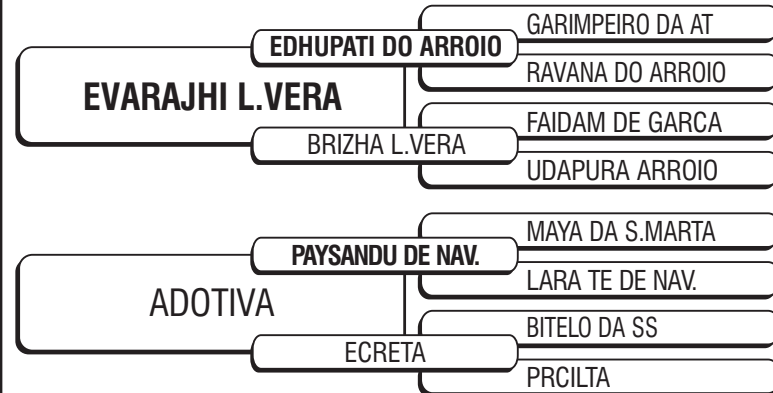 GARIMPEIRO DA AT
EDHUPATI DO ARROIO
RAVANA DO ARROIO
EVARAJHI L.VERA
FAIDAM DE GARCA
BRIZHA L.VERA
UDAPURA ARROIO
MAYA DA S.MARTA
PAYSANDU DE NAV.
LARA TE DE NAV.
ADOTIVA
BITELO DA SS
ECRETA
PRCILTA